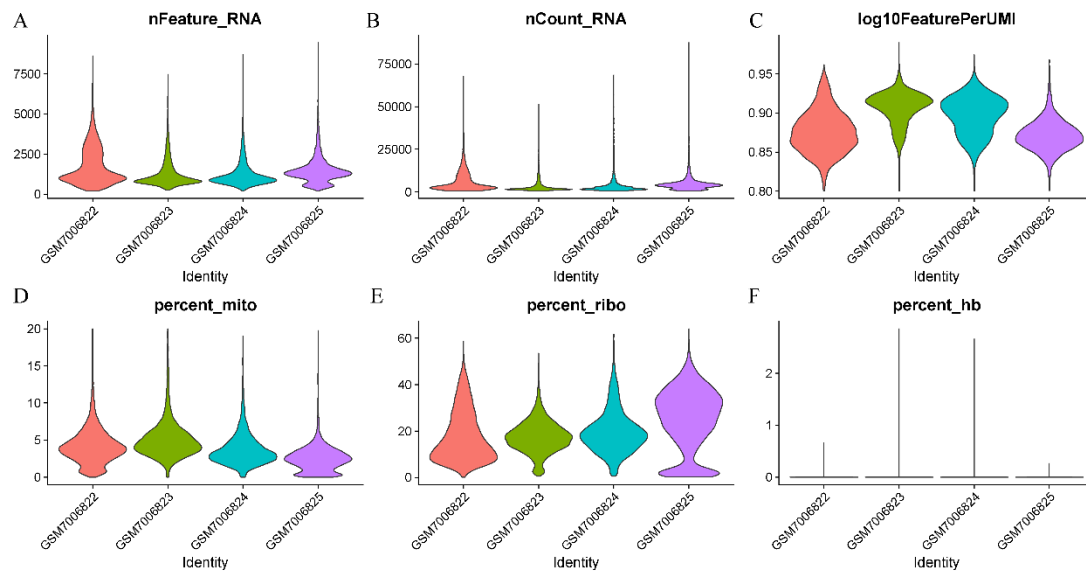 A
nFeature_RNA
7500
5000
2500
0
GSM7006822
GSM7006823
GSM7006824
GSM7006825
Identity
B
nCount_RNA
75000
50000
25000
0
GSM7006822
GSM7006823
GSM7006824
GSM7006825
Identity
C
log10FeaturePerUMI
0.95
0.90
0.85
0.80
GSM7006822
GSM7006823
GSM7006824
GSM7006825
Identity
D
percent_mito
20
15
10
5
0
GSM7006822
GSM7006823
GSM7006824
GSM7006825
Identity
E
percent_ribo
60
40
20
0
GSM7006822
GSM7006823
GSM7006824
GSM7006825
Identity
F
percent_hb
2
1
0
GSM7006822
GSM7006823
GSM7006824
GSM7006825
Identity